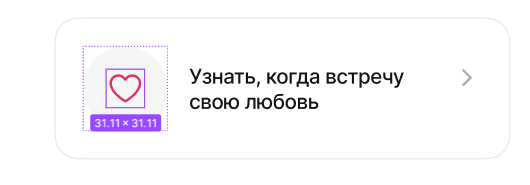 Узнать, когда встречу
свою любовь
31.11 × 31.11